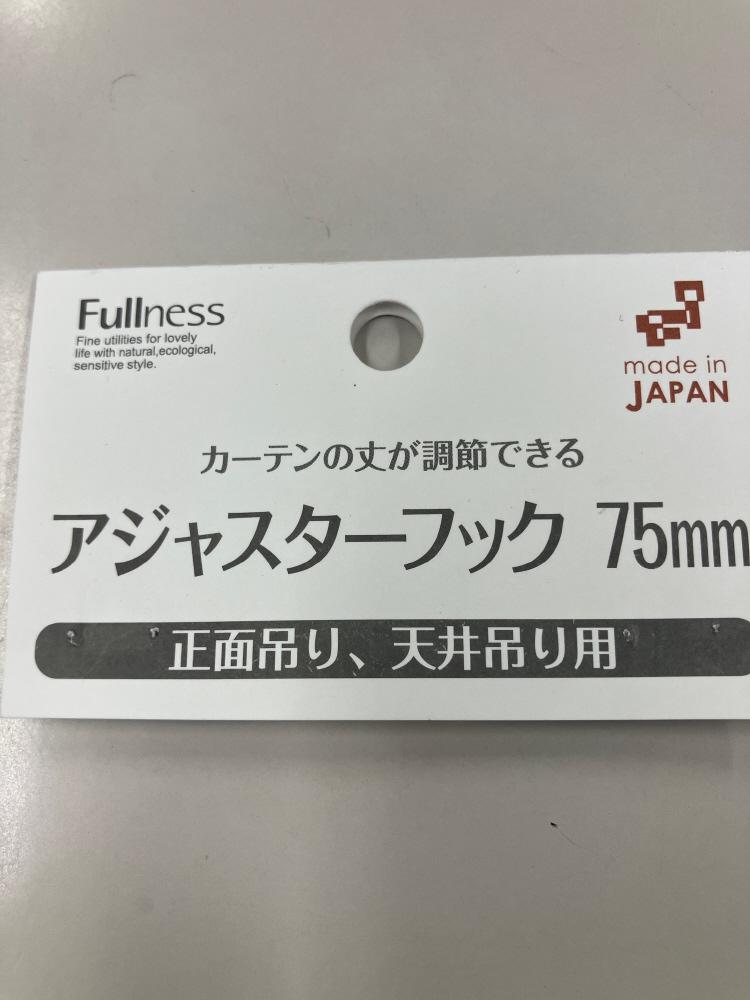 Fullness
Fine utilities for lovely
life with natural,ecological,
sensitive style.
made in
JAPAN
カーテンの丈が調節できる
アジャスターフック 75mm
正面吊り、天井吊り用